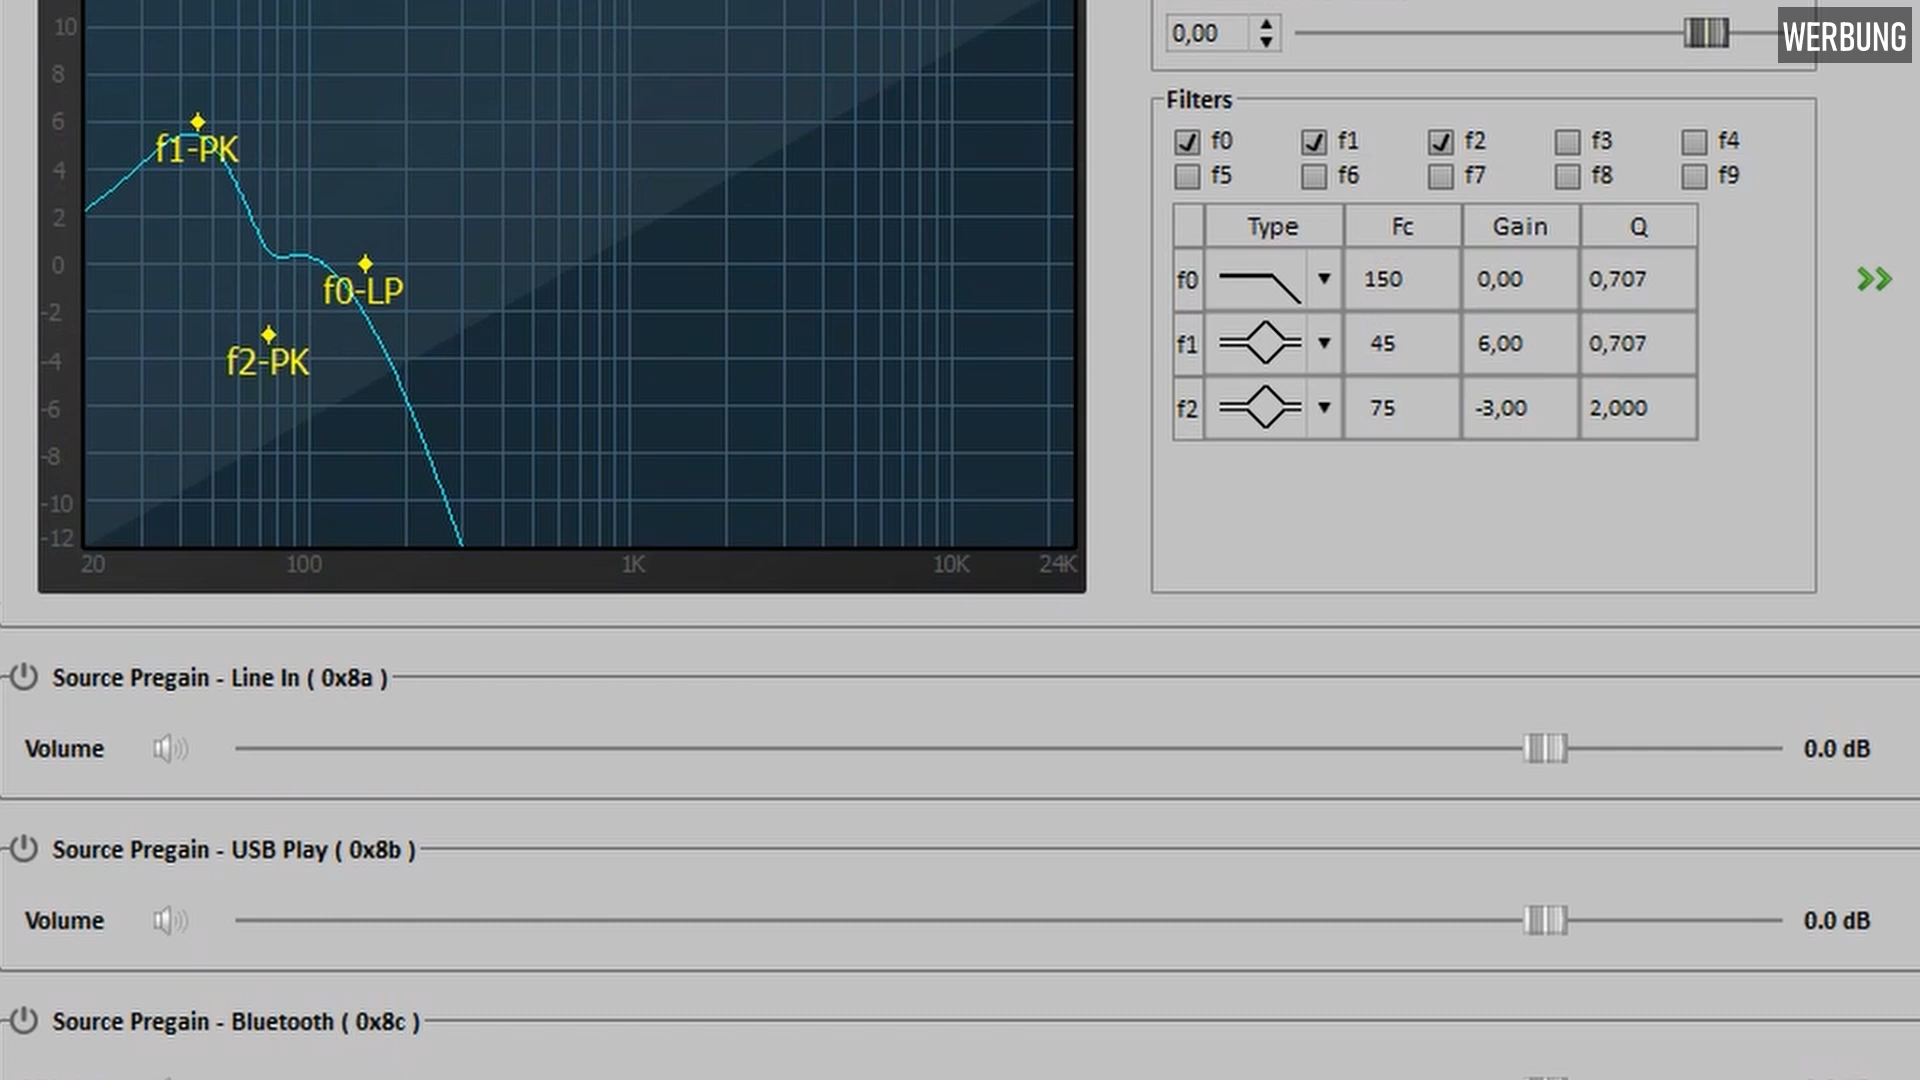 WERBUNG
10
8
6
4
2
0
-2
-4
-6
-8
-10
-12
20 100 1K 10K 24K
f1-PK
f0-LP
f2-PK
0,00
Filters
f0 f1 f2 f3 f4
f5 f6 f7 f8 f9
Type Fc Gain Q
f0 150 0,00 0,707
f1 45 6,00 0,707
f2 75 -3,00 2,000
Source Pregain - Line In ( 0x8a )
Volume 0.0 dB
Source Pregain - USB Play ( 0x8b )
Volume 0.0 dB
Source Pregain - Bluetooth ( 0x8c )